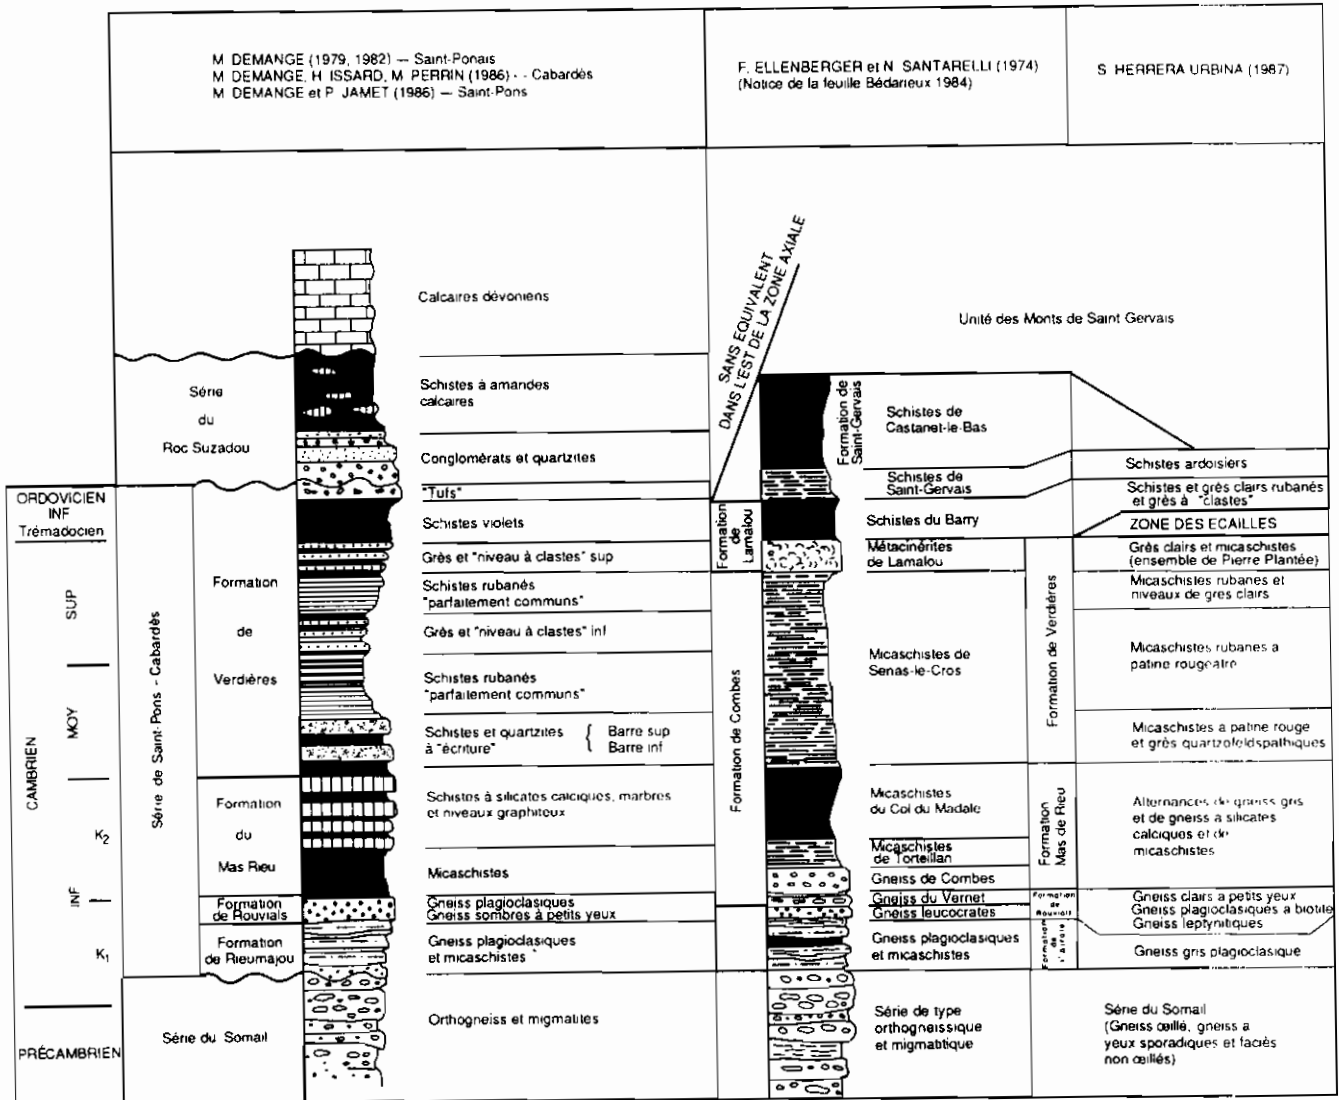 M DEMANGE (1979, 1982) — Saint-Ponais
M DEMANGE, H ISSARD, M PERRIN (1986) - - Cabardès
M DEMANGE et P JAMET (1986) — Saint-Pons
F. ELLENBERGER et N SANTARELLI (1974)
(Notice de la feuille Bédarieux 1984)
S HERRERA URBINA (1987)
ORDOVICIEN
INF
Trémadocien
CAMBRIEN
SUP
MOY
INF
K2
K1
PRÉCAMBRIEN
Série
du
Roc Suzadou
Série de Saint-Pons - Cabardès
Formation
de
Verdières
Formation
du
Mas Rieu
Formation
de Rouvials
Formation
de Rieumajou
Série du Somail
Calcaires dévoniens
Schistes à amandes
calcaires
Conglomérats et quartzites
"Tufs"
Schistes violets
Grès et "niveau à clastes" sup
Schistes rubanés
"parfaitement communs"
Grès et "niveau à clastes" inf
Schistes rubanés
"parfaitement communs"
Schistes et quartzites
à "écriture"
{
Barre sup
Barre inf
Schistes à silicates calciques, marbres
et niveaux graphiteux
Micaschistes
Gneiss plagioclasiques
Gneiss sombres à petits yeux
Gneiss plagioclasiques
et micaschistes
Orthogneiss et migmatites
SANS EQUIVALENT
DANS L'EST DE LA ZONE AXIALE
Unité des Monts de Saint Gervais
Formation de
Saint-Gervais
Formation
de
Lamalou
Formation de Combes
Schistes de
Castanet-le-Bas
Schistes de
Saint-Gervais
Schistes du Barry
Métacinérites
de Lamalou
Micaschistes de
Senas-le-Cros
Micaschistes
du Col du Madale
Micaschistes
de Torteillan
Gneiss de Combes
Gneiss du Vernet
Gneiss leucocrates
Gneiss plagioclasiques
et micaschistes
Série de type
orthogneissique
et migmatitique
Formation de Verdières
Formation
Mas de Rieu
Formation
de
Rouvials
Formation
de
Schistes ardoisiers
Schistes et grès clairs rubanés
et grès à "clastes"
ZONE DES ECAILLES
Grès clairs et micaschistes
(ensemble de Pierre Plantée)
Micaschistes rubanes et
niveaux de gres clairs
Micaschistes rubanes a
patine rougeatre
Micaschistes a patine rouge
et grès quartzofeldspathiques
Alternances de gneiss gris
et de gneiss a silicates
calciques et de
micaschistes
Gneiss clairs a petits yeux
Gneiss plagioclasiques a biotite
Gneiss leptynitiques
Gneiss gris plagioclasique
Série du Somail
(Gneiss œillé, gneiss a
yeux sporadiques et faciès
non œillés)